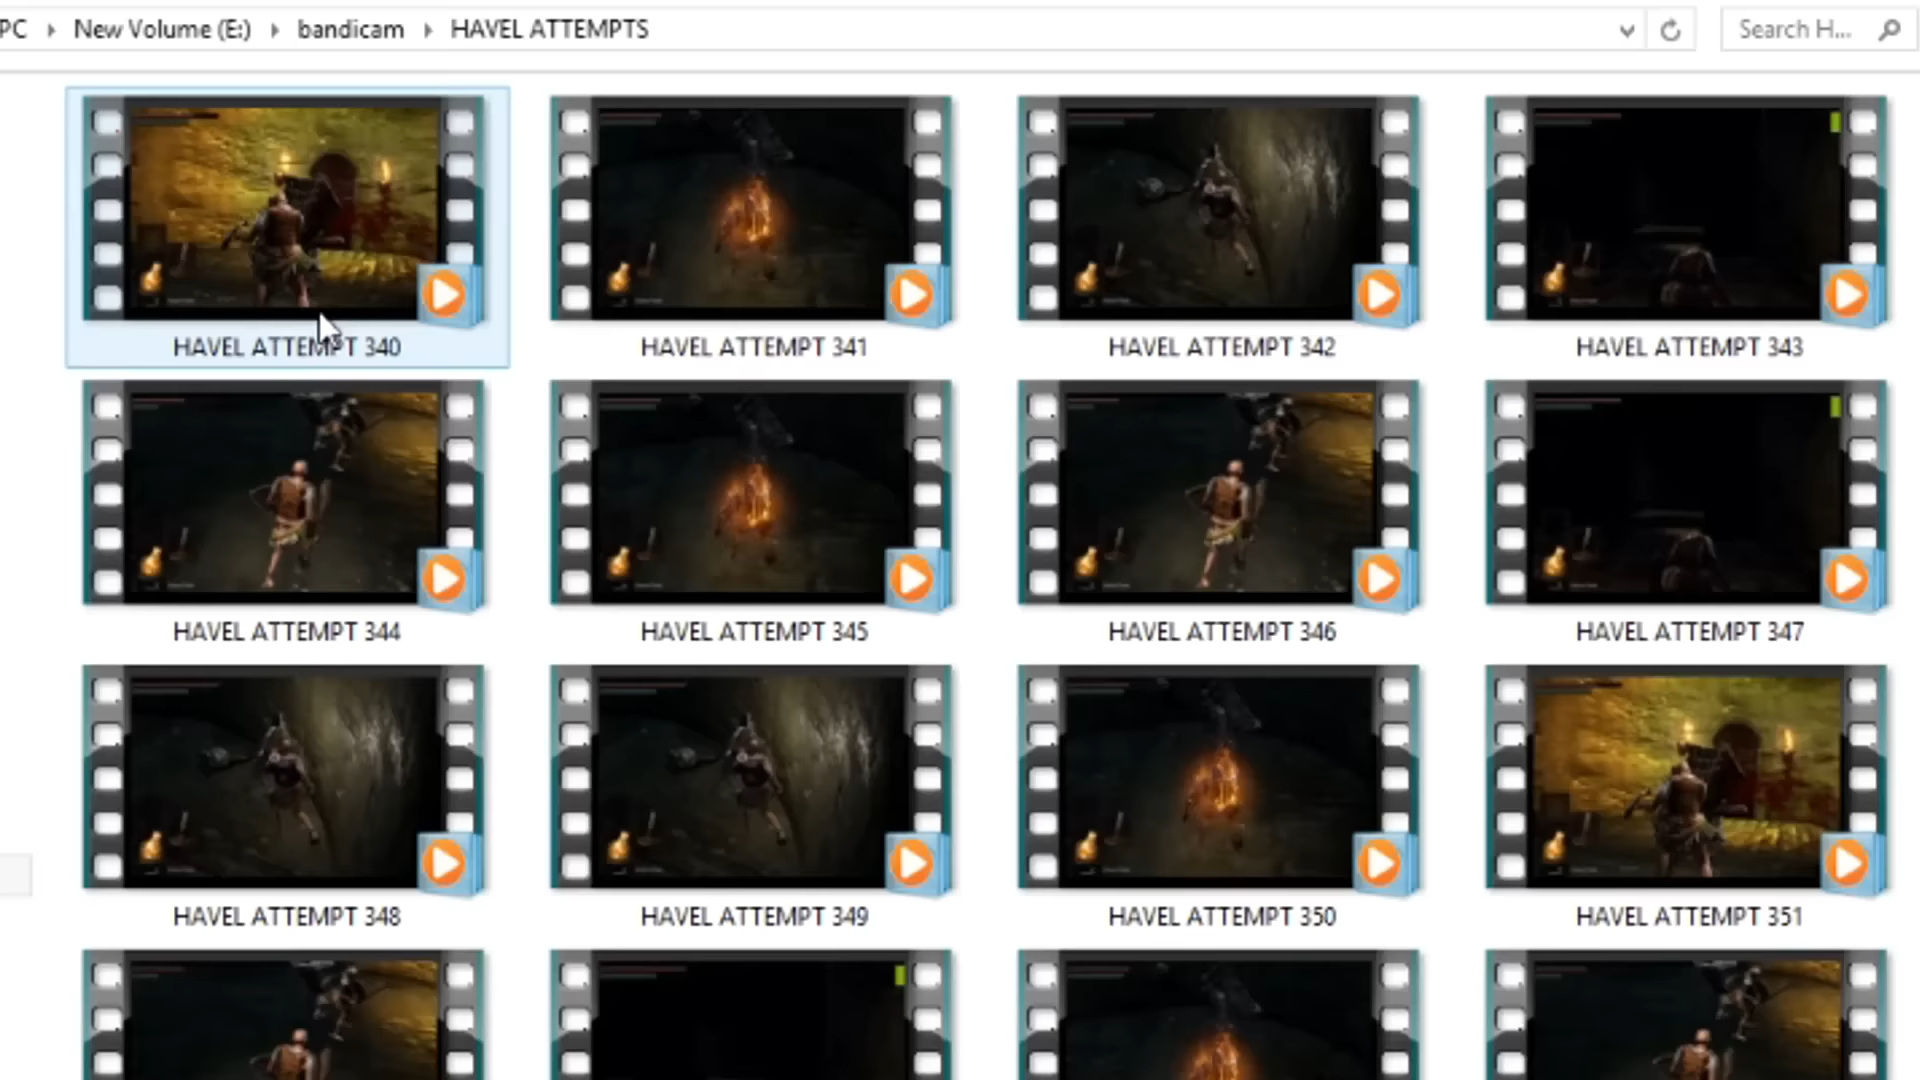 PC
New Volume (E:)
bandicam
HAVEL ATTEMPTS
Search H...
HAVEL ATTEMPT 340
HAVEL ATTEMPT 341
HAVEL ATTEMPT 342
HAVEL ATTEMPT 343
HAVEL ATTEMPT 344
HAVEL ATTEMPT 345
HAVEL ATTEMPT 346
HAVEL ATTEMPT 347
HAVEL ATTEMPT 348
HAVEL ATTEMPT 349
HAVEL ATTEMPT 350
HAVEL ATTEMPT 351